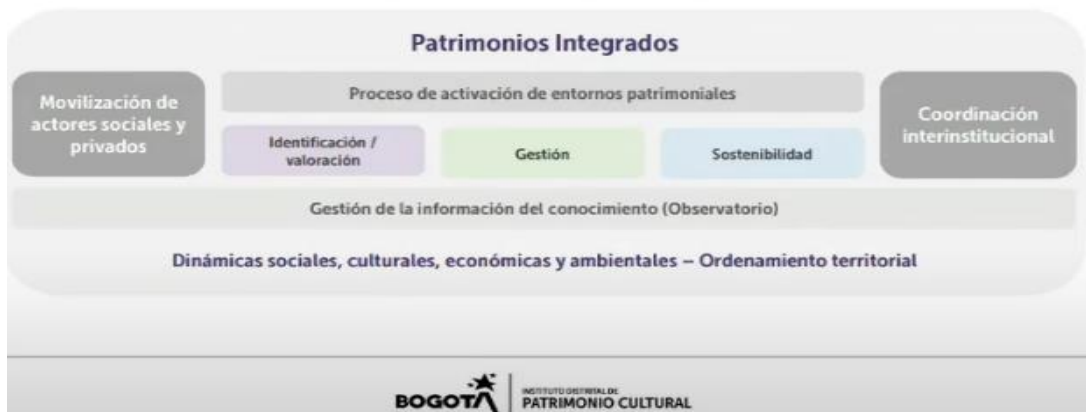 Patrimonios Integrados
Movilización de
actores sociales y
privados
Proceso de activación de entornos patrimoniales
Identificación /
valoración
Gestión
Sostenibilidad
Coordinación
interinstitucional
Gestión de la información del conocimiento (Observatorio)
Dinámicas sociales, culturales, económicas y ambientales – Ordenamiento territorial
BOGOTÁ
INSTITUTO DISTRITAL DE
PATRIMONIO CULTURAL